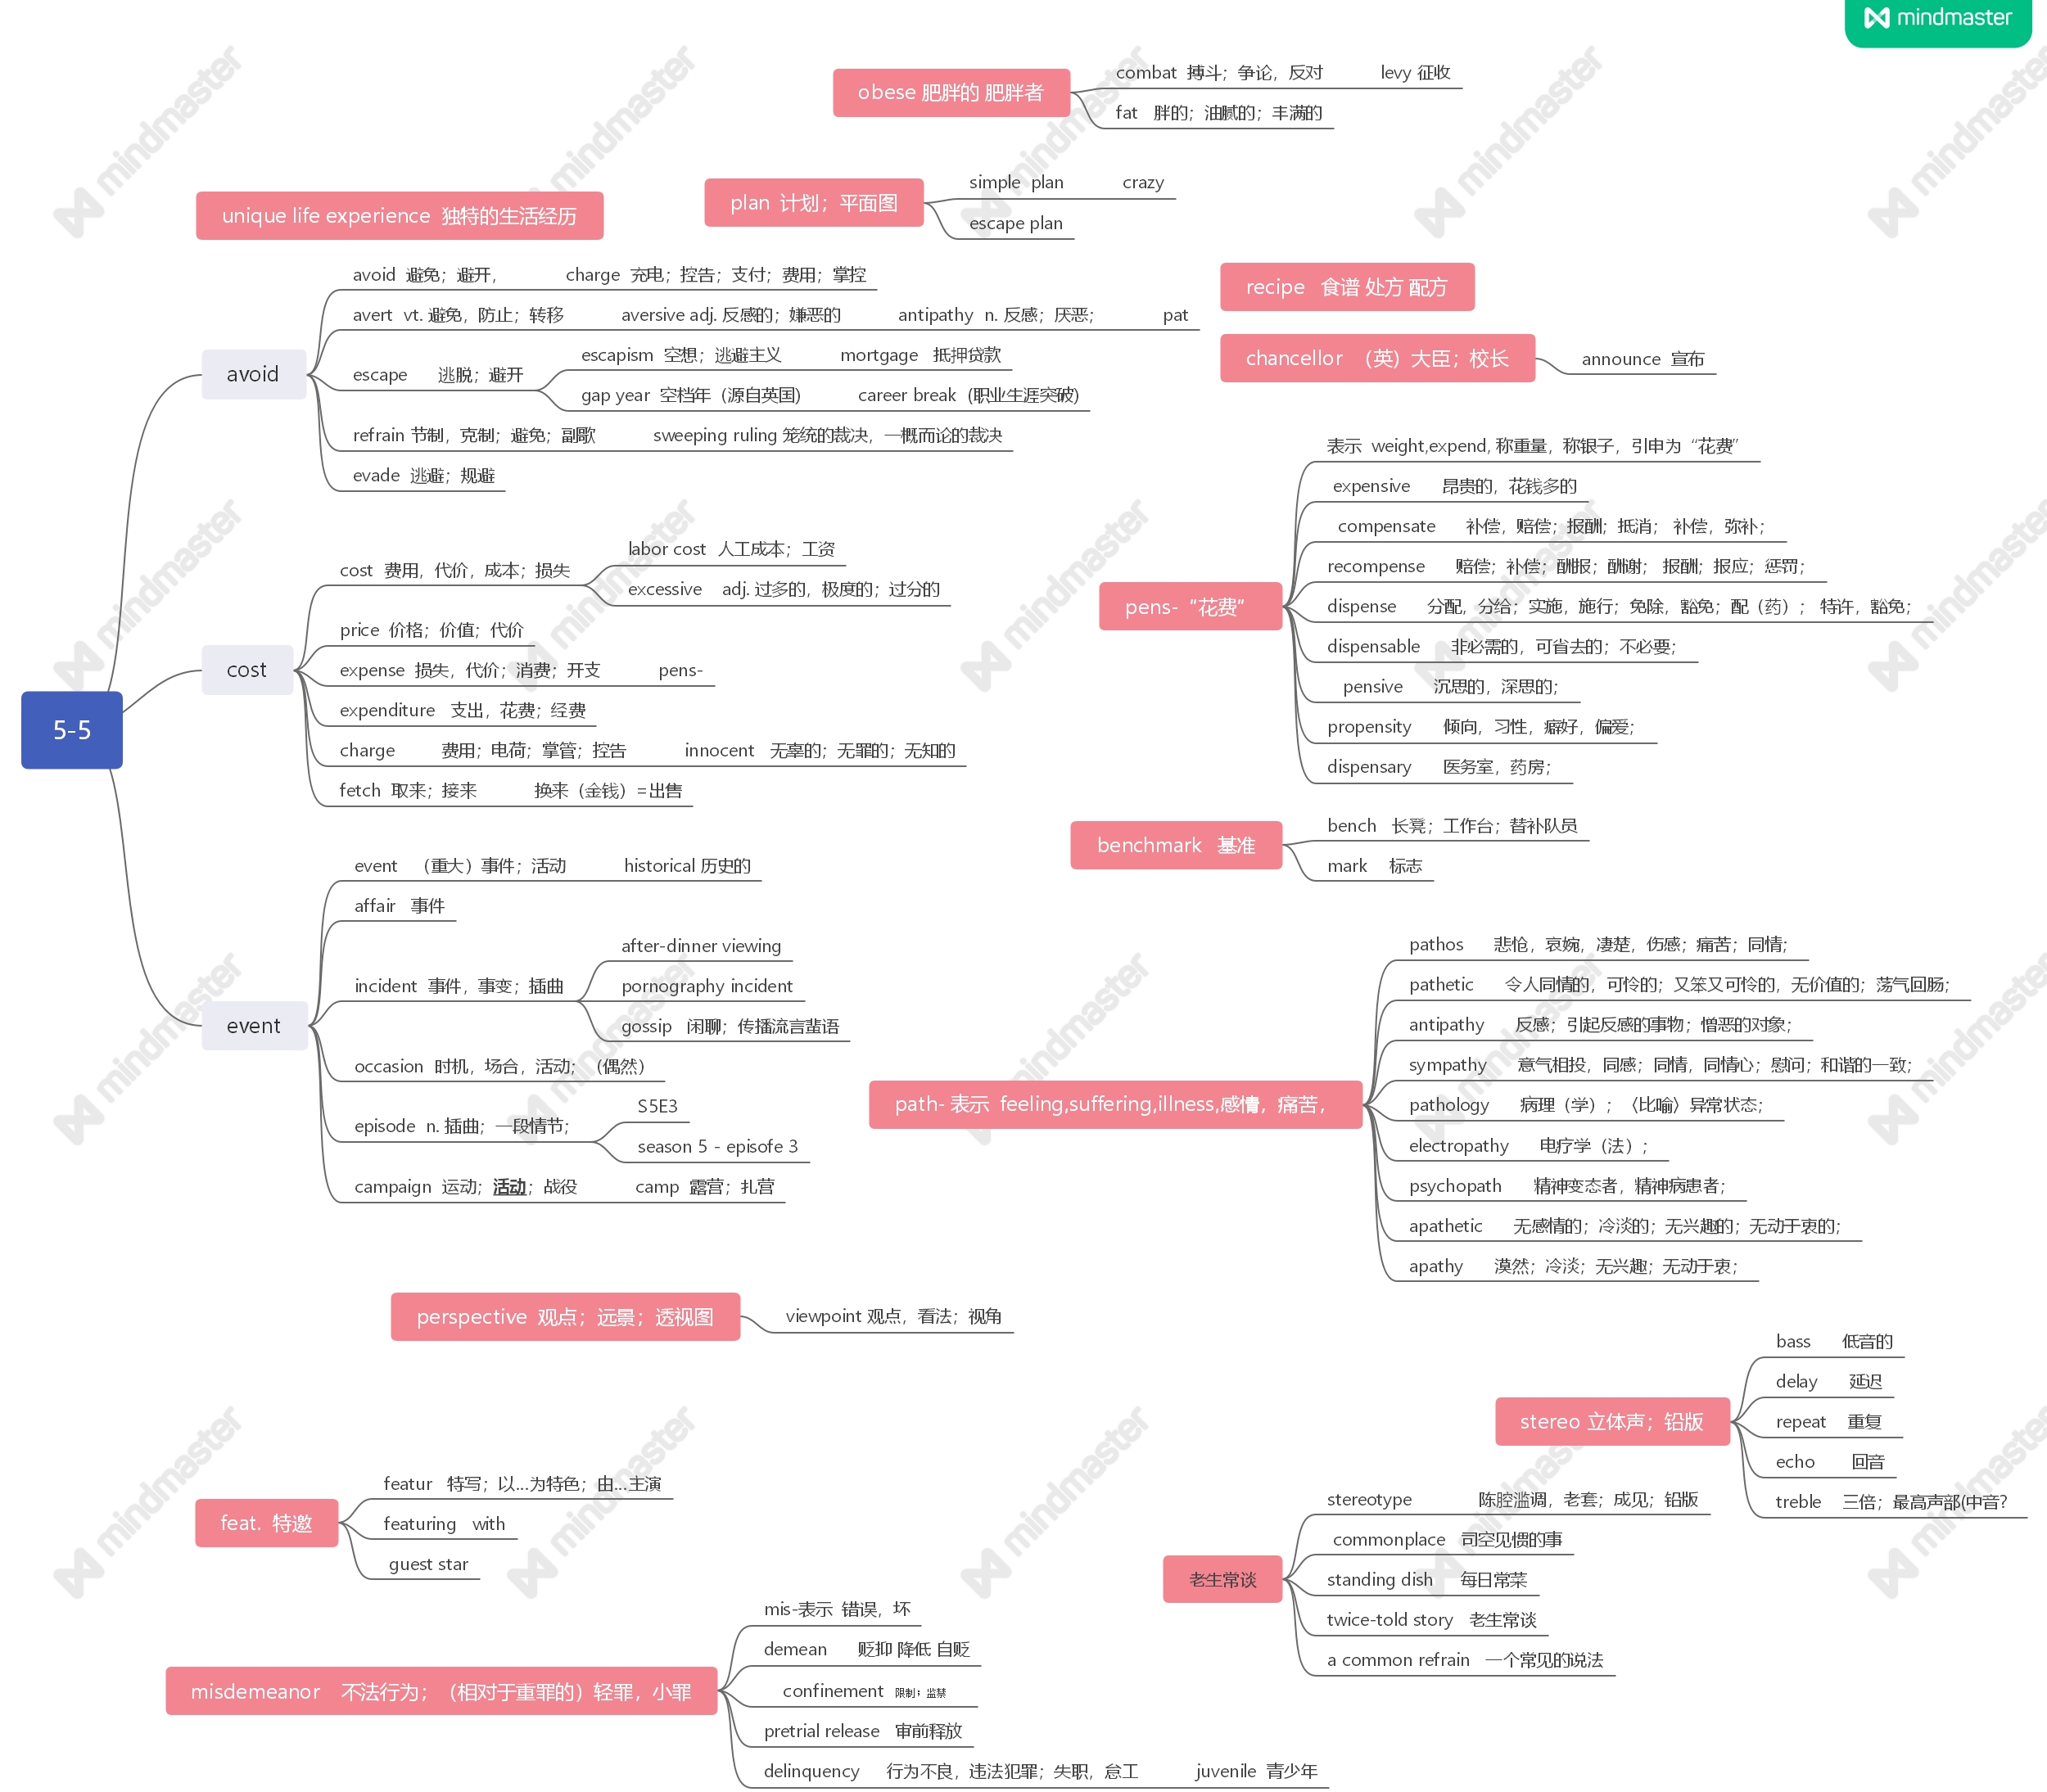 mindmaster
obese 肥胖的 肥胖者
combat 搏斗；争论，反对 levy 征收
fat 胖的；油腻的；丰满的
unique life experience 独特的生活经历
plan 计划；平面图
simple plan crazy
escape plan
recipe 食谱 处方 配方
chancellor （英）大臣；校长
announce 宣布
5-5
avoid
avoid 避免；避开， charge 充电；控告；支付；费用；掌控
avert vt. 避免，防止；转移 aversive adj. 反感的；嫌恶的 antipathy n. 反感；厌恶； pat
escape 逃脱；避开
escapism 空想；逃避主义 mortgage 抵押贷款
gap year 空档年（源自英国） career break (职业生涯突破)
refrain 节制，克制；避免；副歌 sweeping ruling 笼统的裁决，一概而论的裁决
evade 逃避；规避
cost
cost 费用，代价，成本；损失
labor cost 人工成本；工资
excessive adj. 过多的，极度的；过分的
price 价格；价值；代价
expense 损失，代价；消费；开支 pens-
expenditure 支出，花费；经费
charge 费用；电荷；掌管；控告 innocent 无辜的；无罪的；无知的
fetch 取来；接来 换来（金钱）=出售
event
event （重大）事件；活动 historical 历史的
affair 事件
incident 事件，事变；插曲
after-dinner viewing
pornography incident
gossip 闲聊；传播流言蜚语
occasion 时机，场合，活动；（偶然）
episode n. 插曲；一段情节；
S5E3
season 5 - episofe 3
campaign 运动；活动；战役 camp 露营；扎营
pens- “花费“
表示 weight,expend, 称重量，称银子，引申为“花费”
expensive 昂贵的，花钱多的
compensate 补偿，赔偿；报酬；抵消； 补偿，弥补；
recompense 赔偿；补偿；酬报；酬谢； 报酬；报应；惩罚；
dispense 分配，分给；实施，施行；免除，豁免；配（药）； 特许，豁免；
dispensable 非必需的，可省去的；不必要；
pensive 沉思的，深思的；
propensity 倾向，习性，癖好，偏爱；
dispensary 医务室，药房；
benchmark 基准
bench 长凳；工作台；替补队员
mark 标志
path- 表示 feeling,suffering,illness,感情，痛苦，
pathos 悲怆，哀婉，凄楚，伤感；痛苦；同情；
pathetic 令人同情的，可怜的；又笨又可怜的，无价值的；荡气回肠；
antipathy 反感；引起反感的事物；憎恶的对象；
sympathy 意气相投，同感；同情，同情心；慰问；和谐的一致；
pathology 病理（学）；〈比喻〉异常状态；
electropathy 电疗学（法）；
psychopath 精神变态者，精神病患者；
apathetic 无感情的；冷淡的；无兴趣的；无动于衷的；
apathy 漠然；冷淡；无兴趣；无动于衷；
perspective 观点；远景；透视图
viewpoint 观点，看法；视角
stereo 立体声；铅版
bass 低音的
delay 延迟
repeat 重复
echo 回音
treble 三倍；最高声部(中音？
feat. 特邀
featur 特写；以...为特色；由...主演
featuring with
guest star
老生常谈
stereotype 陈腔滥调，老套；成见；铅版
commonplace 司空见惯的事
standing dish 每日常菜
twice-told story 老生常谈
a common refrain 一个常见的说法
misdemeanor 不法行为；（相对于重罪的）轻罪，小罪
mis-表示 错误，坏
demean 贬抑 降低 自贬
confinement 限制；监禁
pretrial release 审前释放
delinquency 行为不良，违法犯罪；失职，怠工 juvenile 青少年